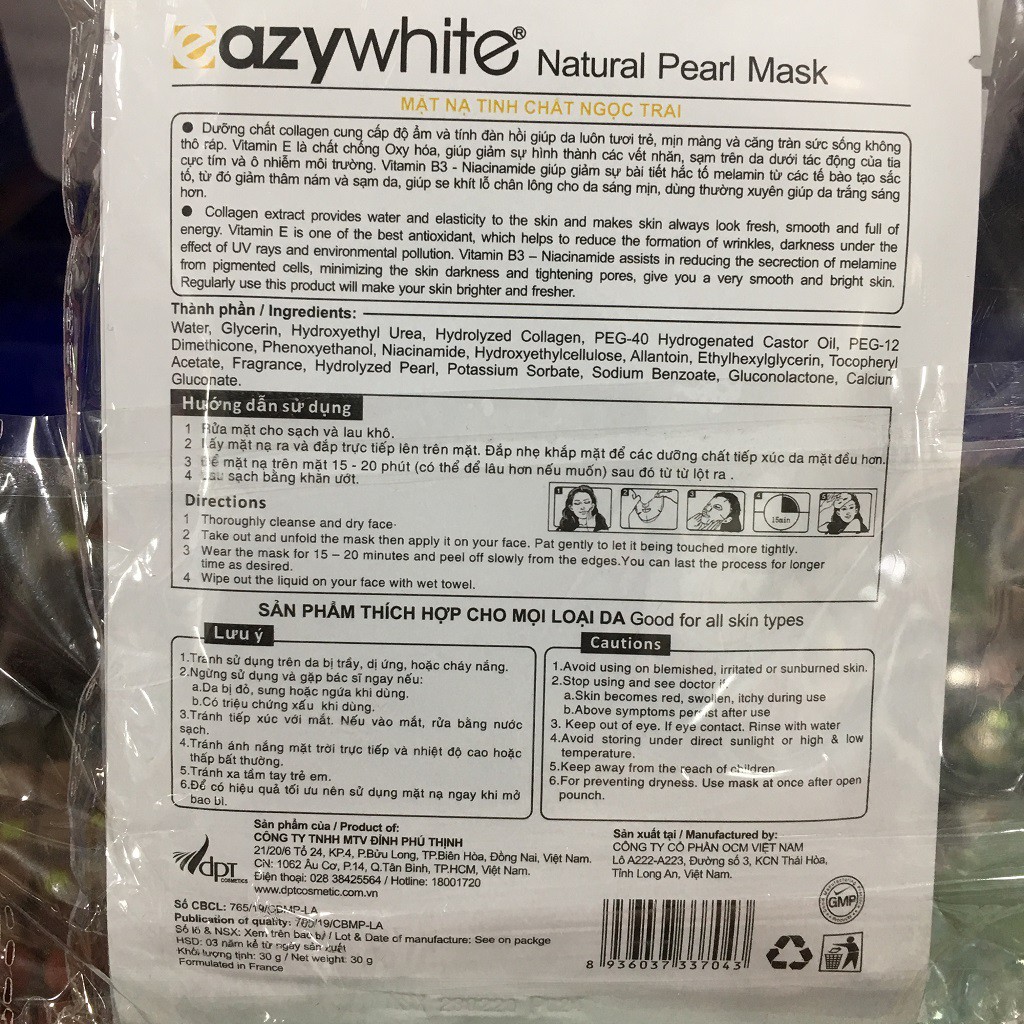 eazywhite® Natural Pearl Mask
MẶT NẠ TINH CHẤT NGỌC TRAI
● Dưỡng chất collagen cung cấp độ ẩm và tính đàn hồi giúp da luôn tươi trẻ, mịn màng và căng tràn sức sống không
thô ráp. Vitamin E là chất chống Oxy hóa, giúp giảm sự hình thành các vết nhăn, sạm trên da dưới tác động của tia
cực tím và ô nhiễm môi trường. Vitamin B3 - Niacinamide giúp giảm sự bài tiết hắc tố melamin từ các tế bào tạo sắc
tố, từ đó giảm thâm nám và sạm da, giúp se khít lỗ chân lông cho da sáng mịn, dùng thường xuyên giúp da trắng sáng
hơn.
● Collagen extract provides water and elasticity to the skin and makes skin always look fresh, smooth and full of
energy. Vitamin E is one of the best antioxidant, which helps to reduce the formation of wrinkles, darkness under the
effect of UV rays and environmental pollution. Vitamin B3 – Niacinamide assists in reducing the secrection of melamine
from pigmented cells, minimizing the skin darkness and tightening pores, give you a very smooth and bright skin.
Regularly use this product will make your skin brighter and fresher.
Thành phần / Ingredients:
Water, Glycerin, Hydroxyethyl Urea, Hydrolyzed Collagen, PEG-40 Hydrogenated Castor Oil, PEG-12
Dimethicone, Phenoxyethanol, Niacinamide, Hydroxyethylcellulose, Allantoin, Ethylhexylglycerin, Tocopheryl
Acetate, Fragrance, Hydrolyzed Pearl, Potassium Sorbate, Sodium Benzoate, Gluconolactone, Calcium
Gluconate.
Hướng dẫn sử dụng
1 Rửa mặt cho sạch và lau khô.
2 Lấy mặt nạ ra và đắp trực tiếp lên trên mặt. Đắp nhẹ khắp mặt để các dưỡng chất tiếp xúc da mặt đều hơn.
3 Để mặt nạ trên mặt 15 - 20 phút (có thể để lâu hơn nếu muốn) sau đó từ từ lột ra .
4 Lau sạch bằng khăn ướt.
1 2 3 4 5
15min
Directions
1 Thoroughly cleanse and dry face.
2 Take out and unfold the mask then apply it on your face. Pat gently to let it being touched more tightly.
3 Wear the mask for 15 – 20 minutes and peel off slowly from the edges.You can last the process for longer
time as desired.
4 Wipe out the liquid on your face with wet towel.
SẢN PHẨM THÍCH HỢP CHO MỌI LOẠI DA Good for all skin types
Lưu ý
1.Tránh sử dụng trên da bị trầy, dị ứng, hoặc cháy nắng.
2.Ngừng sử dụng và gặp bác sĩ ngay nếu:
a.Da bị đỏ, sưng hoặc ngứa khi dùng.
b.Có triệu chứng xấu khi dùng.
3.Tránh tiếp xúc với mắt. Nếu vào mắt, rửa bằng nước
sạch.
4.Tránh ánh nắng mặt trời trực tiếp và nhiệt độ cao hoặc
thấp bất thường.
5.Tránh xa tầm tay trẻ em.
6.Để có hiệu quả tối ưu nên sử dụng mặt nạ ngay khi mở
bao bì.
Cautions
1.Avoid using on blemished, irritated or sunburned skin.
2.Stop using and see doctor if
a.Skin becomes red, swollen, itchy during use
b.Above symptoms persist after use
3. Keep out of eye. If eye contact. Rinse with water
4.Avoid storing under direct sunlight or high & low
temperature.
5.Keep away from the reach of children
6.For preventing dryness. Use mask at once after open
pounch.
dpt
COSMETICS
Sản phẩm của / Product of:
CÔNG TY TNHH MTV ĐỈNH PHÚ THỊNH
21/20/6 Tổ 24, KP.4, P.Bửu Long, TP.Biên Hòa, Đồng Nai, Việt Nam.
CN: 1062 Âu Cơ, P.14, Q.Tân Bình, TP.HCM, Việt Nam.
Điện thoại: 028 38425564 / Hotline: 18001720
www.dptcosmetic.com.vn
Sản xuất tại / Manufactured by:
CÔNG TY CỔ PHẦN OCM VIỆT NAM
Lô A222-A223, Đường số 3, KCN Thái Hòa,
Tỉnh Long An, Việt Nam.
GMP
Số CBCL: 765/19/CBMP-LA
Publication of quality: 765/19/CBMP-LA
Số lô & NSX: Xem trên bao bì / Lot & Date of manufacture: See on packge
HSD: 03 năm kể từ ngày sản xuất
Khối lượng tịnh: 30 g / Net weight: 30 g
Formulated in France
8 936037 337043